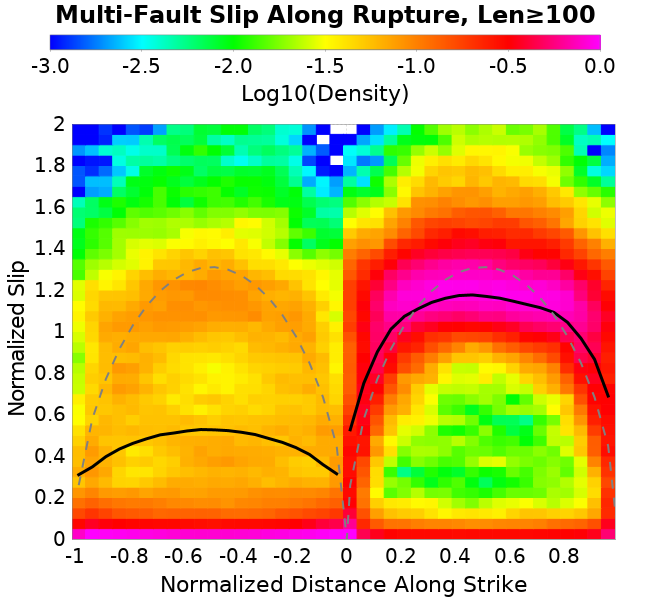 Multi-Fault Slip Along Rupture, Len≥100
-3.0 -2.5 -2.0 -1.5 -1.0 -0.5 0.0
Log10(Density)
2
1.8
1.6
1.4
1.2
1
0.8
0.6
0.4
0.2
0
Normalized Slip
-1 -0.8 -0.6 -0.4 -0.2 0 0.2 0.4 0.6 0.8
Normalized Distance Along Strike